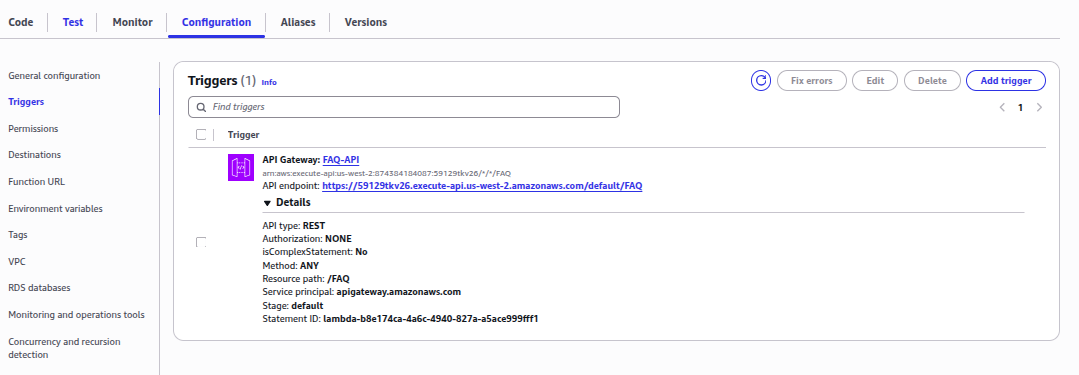 Code Test Monitor Configuration Aliases Versions
General configuration
Triggers
Permissions
Destinations
Function URL
Environment variables
Tags
VPC
RDS databases
Monitoring and operations tools
Concurrency and recursion
detection
Triggers (1) Info
Fix errors Edit Delete Add trigger
Find triggers
1
Trigger
API Gateway: FAQ-API
arn:aws:execute-api:us-west-2:874384184087:59129tkv26/*/*/FAQ
API endpoint: https://59129tkv26.execute-api.us-west-2.amazonaws.com/default/FAQ
Details
API type: REST
Authorization: NONE
isComplexStatement: No
Method: ANY
Resource path: /FAQ
Service principal: apigateway.amazonaws.com
Stage: default
Statement ID: lambda-b8e174ca-4a6c-4940-827a-a5ace999fff1